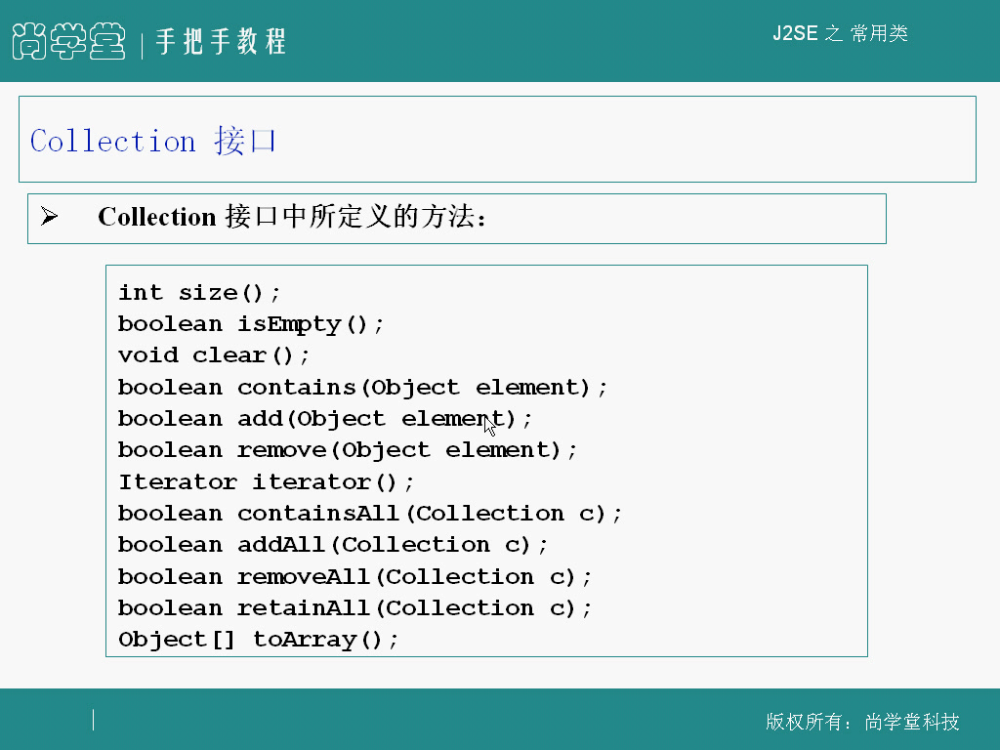 尚学堂 | 手把手教程
J2SE 之 常用类
Collection 接口
➢ Collection 接口中所定义的方法：
int size();
boolean isEmpty();
void clear();
boolean contains(Object element);
boolean add(Object element);
boolean remove(Object element);
Iterator iterator();
boolean containsAll(Collection c);
boolean addAll(Collection c);
boolean removeAll(Collection c);
boolean retainAll(Collection c);
Object[] toArray();
版权所有：尚学堂科技